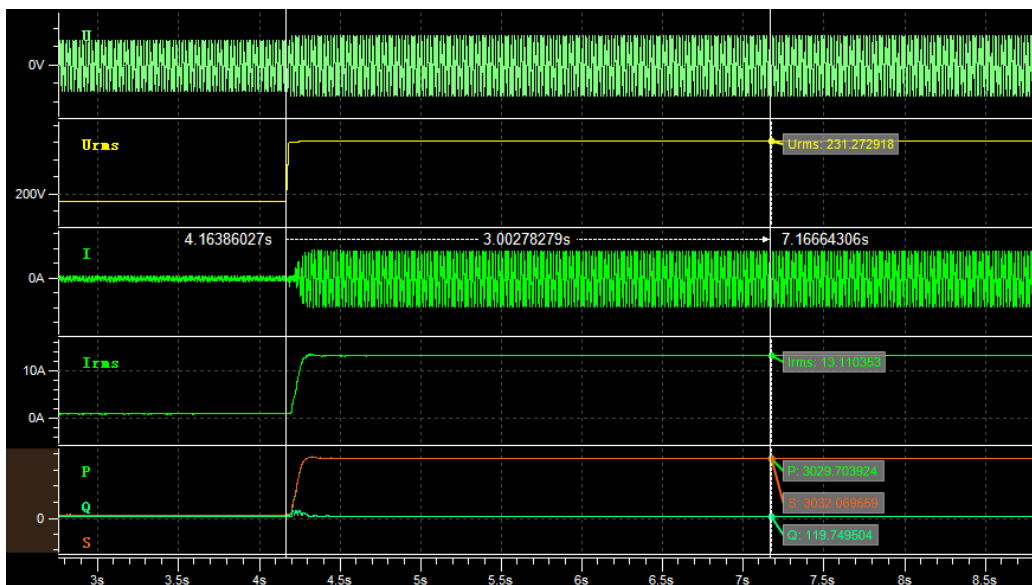 U
0V
Urms
Urms: 231.272918
200V
4.16386027s
3.00278279s
7.16664306s
I
0A
Irms
Irms: 13.110353
10A
0A
P
P: 3029.703924
Q
S: 3032.069559
0
Q: 119.749504
S
3s
3.5s
4s
4.5s
5s
5.5s
6s
6.5s
7s
7.5s
8s
8.5s